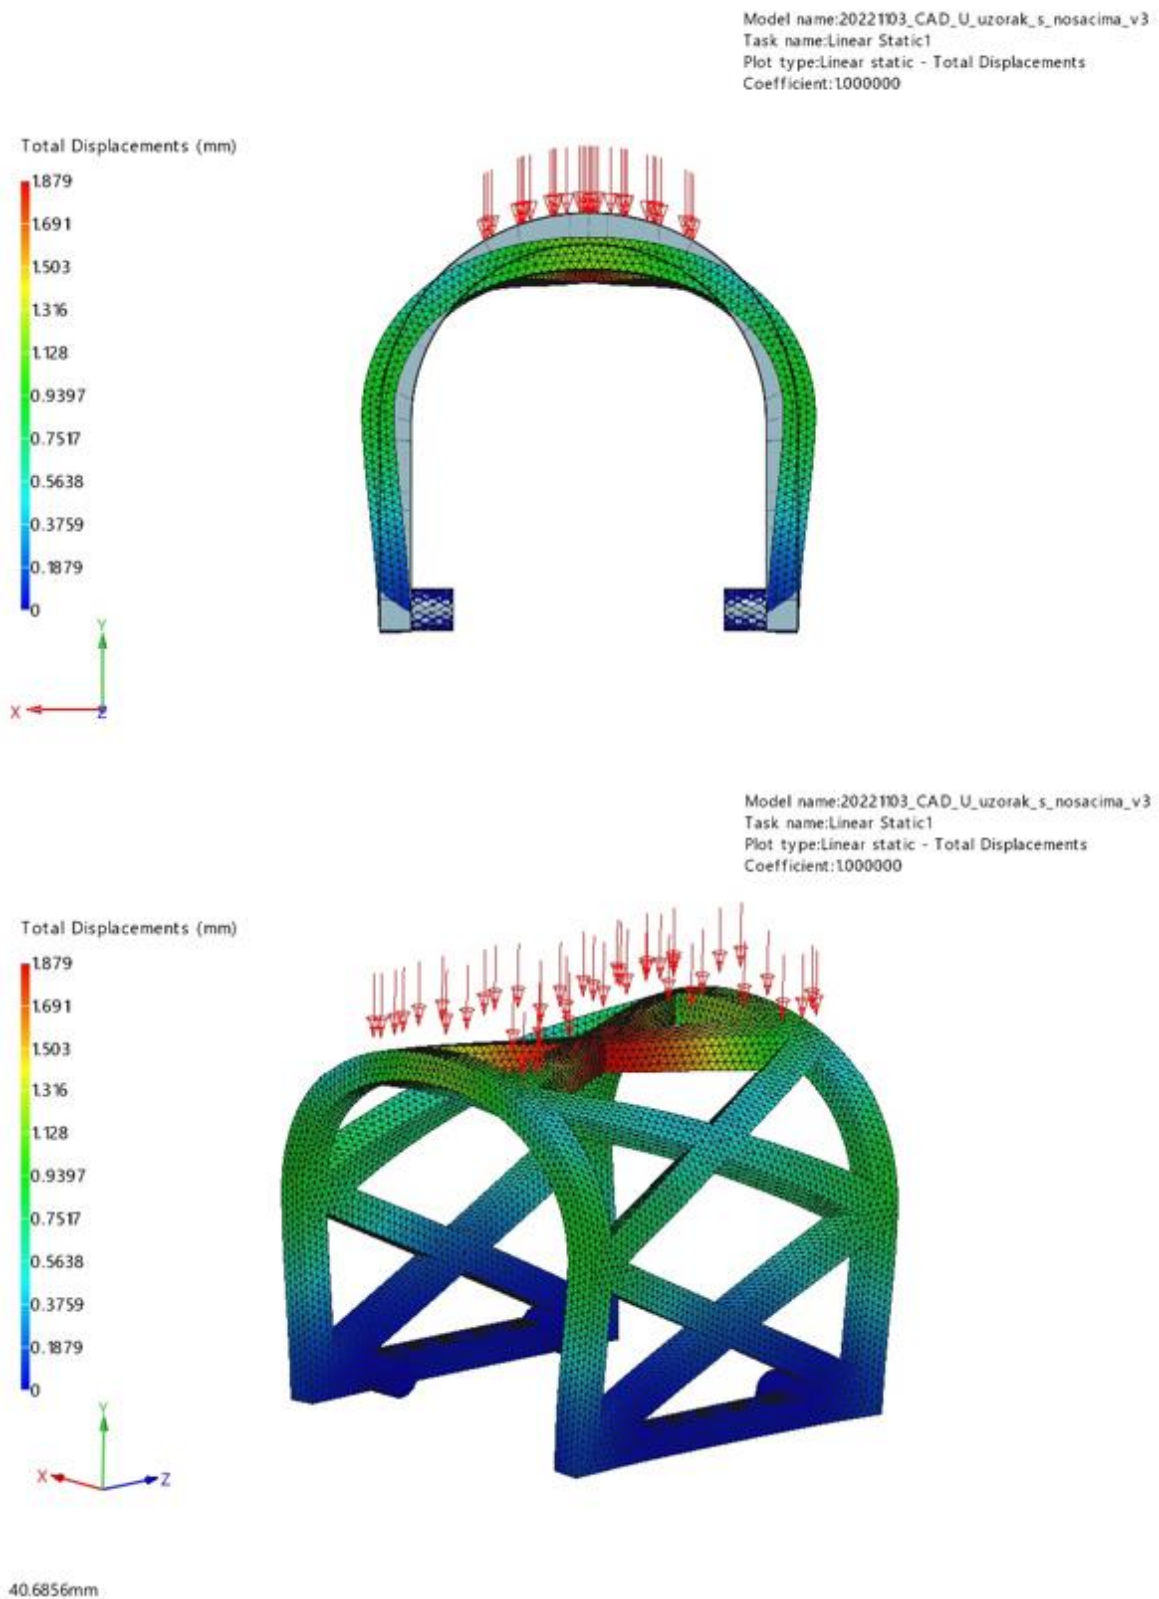 Model name:20221103_CAD_U_uzorak_s_nosacima_v3
Task name:Linear Static1
Plot type:Linear static - Total Displacements
Coefficient:1.000000
Total Displacements (mm)
1.879
1.691
1.503
1.316
1.128
0.9397
0.7517
0.5638
0.3759
0.1879
0
Y
X
Z
Model name:20221103_CAD_U_uzorak_s_nosacima_v3
Task name:Linear Static1
Plot type:Linear static - Total Displacements
Coefficient:1.000000
Total Displacements (mm)
1.879
1.691
1.503
1.316
1.128
0.9397
0.7517
0.5638
0.3759
0.1879
0
Y
X
Z
40.6856mm